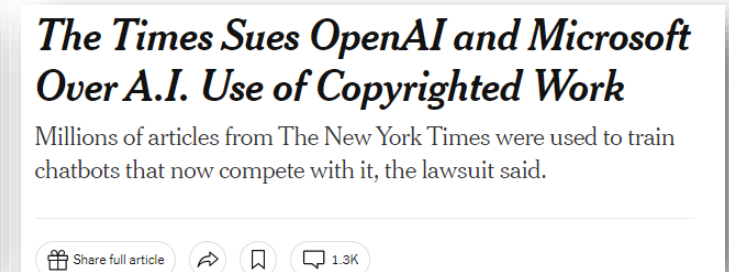 The Times Sues OpenAI and Microsoft
Over A.I. Use of Copyrighted Work
Millions of articles from The New York Times were used to train
chatbots that now compete with it, the lawsuit said.
Share full article
1.3K